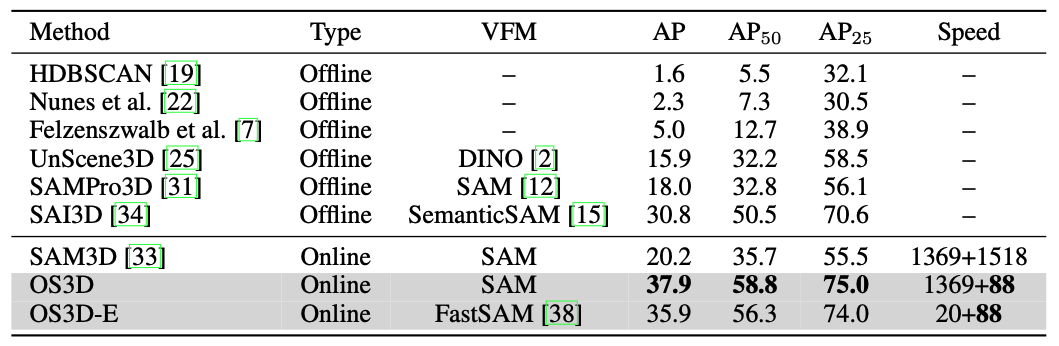 Method Type VFM AP AP50 AP25 Speed
HDBSCAN [19] Offline – 1.6 5.5 32.1 –
Nunes et al. [22] Offline – 2.3 7.3 30.5 –
Felzenszwalb et al. [7] Offline – 5.0 12.7 38.9 –
UnScene3D [25] Offline DINO [2] 15.9 32.2 58.5 –
SAMPro3D [31] Offline SAM [12] 18.0 32.8 56.1 –
SAI3D [34] Offline SemanticSAM [15] 30.8 50.5 70.6 –
SAM3D [33] Online SAM 20.2 35.7 55.5 1369+1518
OS3D Online SAM 37.9 58.8 75.0 1369+88
OS3D-E Online FastSAM [38] 35.9 56.3 74.0 20+88